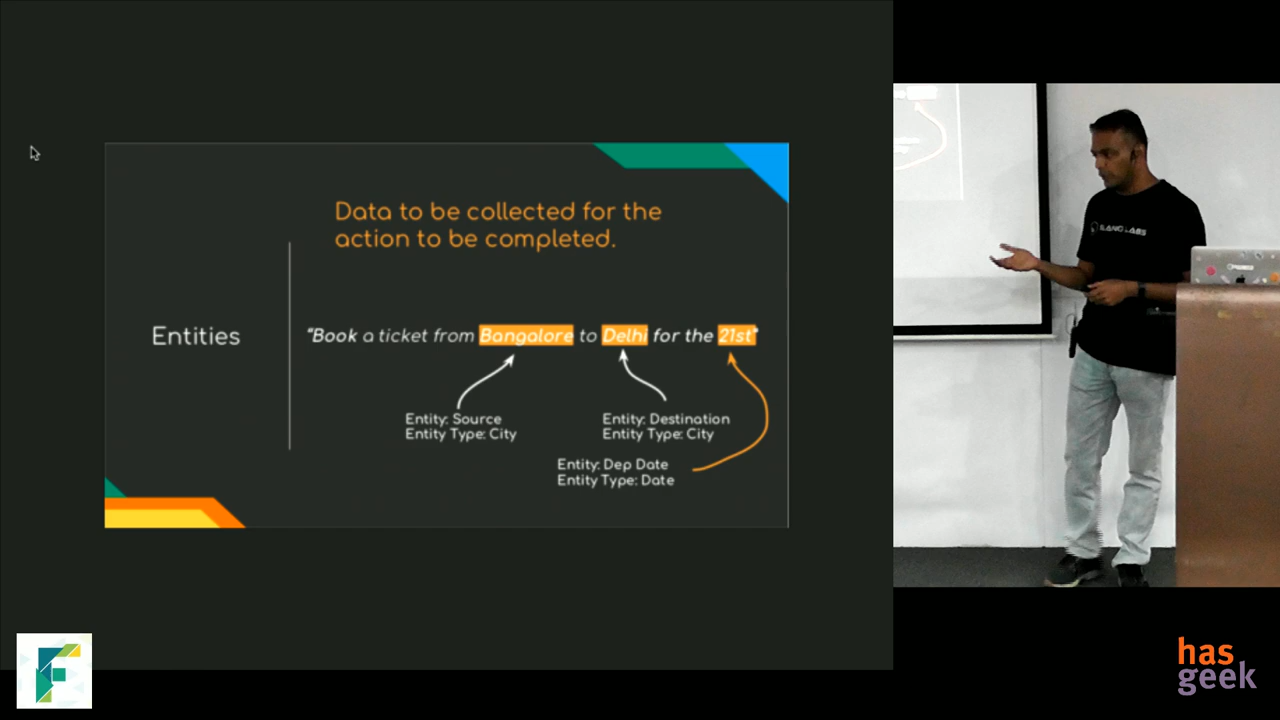 Data to be collected for the
action to be completed.
Entities
"Book a ticket from Bangalore to Delhi for the 21st"
Entity: Source
Entity Type: City
Entity: Destination
Entity Type: City
Entity: Dep Date
Entity Type: Date
LABS
has
geek